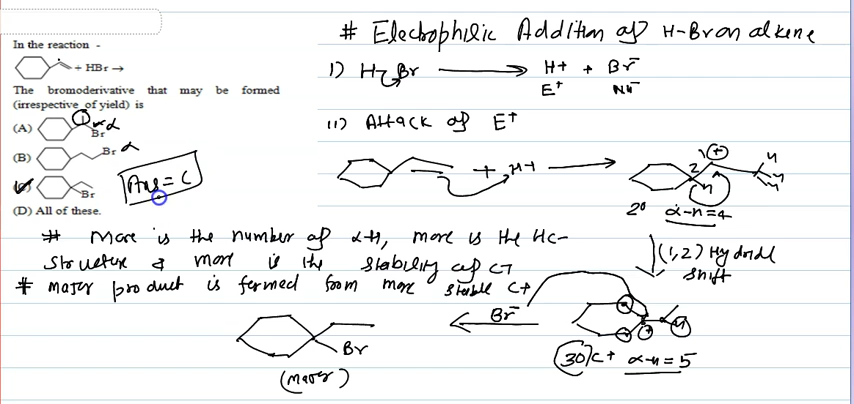 In the reaction -
+ HBr →
The bromoderivative that may be formed
(irrespective of yield) is
(A) Br
(B) Br
Br
(D) All of these.
Ans = C
# Electrophilic Addition of H-Br on alkene
i) H-Br → H+ + Br-
E+ Nu-
ii) Attack of E+
+ H+ →
1 2 + H H H H
2° α-H=4
(1,2) Hydride shift
# More is the number of α-H, more is the HC-
structure & more is the stability of C+
# major product is formed from more stable C+
Br-
+ H
3° C+ α-H = 5
Br
(major)